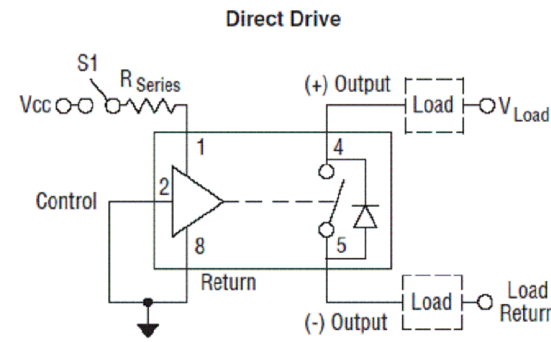 Direct Drive
S1
R Series
Vcc
(+) Output
Load
V Load
1
4
2
Control
8
5
Return
(-) Output
Load
Load
Return